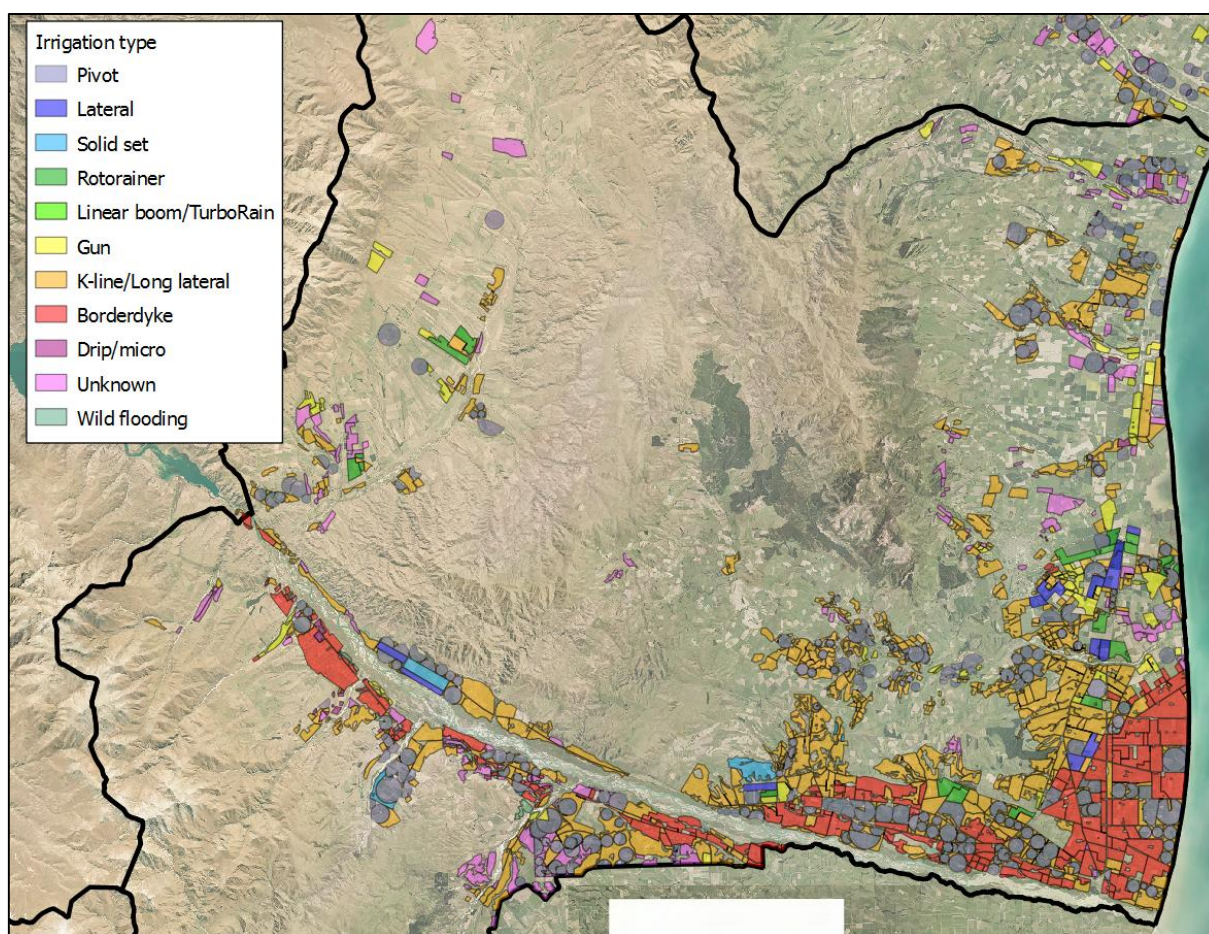 Irrigation type
Pivot
Lateral
Solid set
Rotorainer
Linear boom/TurboRain
Gun
K-line/Long lateral
Borderdyke
Drip/micro
Unknown
Wild flooding